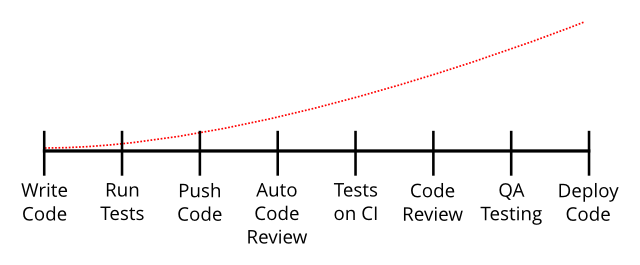 Write
Code
Run
Tests
Push
Code
Auto
Code
Review
Tests
on CI
Code
Review
QA
Testing
Deploy
Code